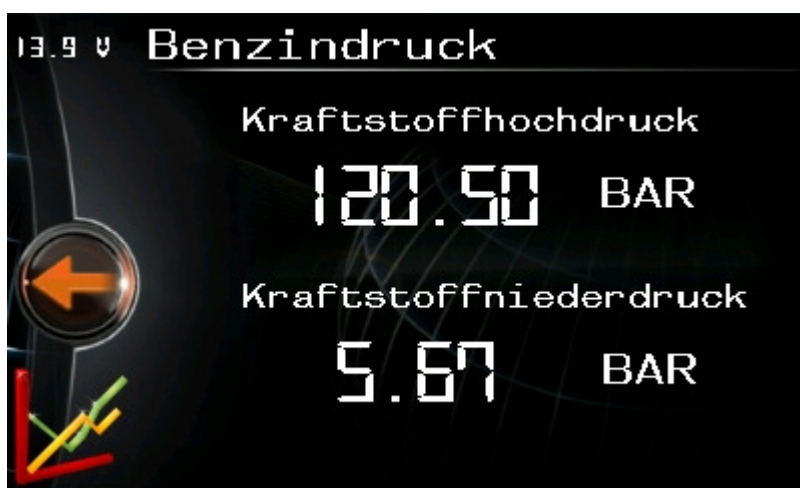 13.9 V Benzindruck
Kraftstoffhochdruck
120.50 BAR
Kraftstoffniederdruck
5.67 BAR